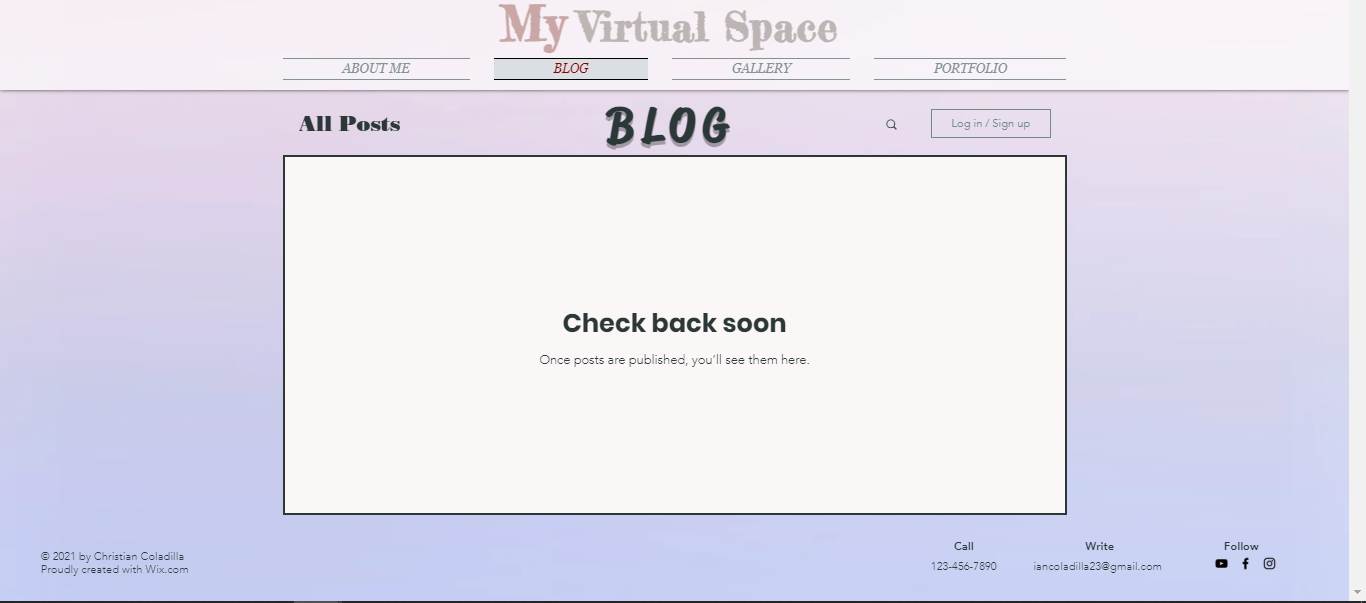 My Virtual Space
ABOUT ME
BLOG
GALLERY
PORTFOLIO
All Posts
BLOG
Log in / Sign up
Check back soon
Once posts are published, you’ll see them here.
© 2021 by Christian Coladilla
Proudly created with Wix.com
Call
123-456-7890
Write
iancoladilla23@gmail.com
Follow